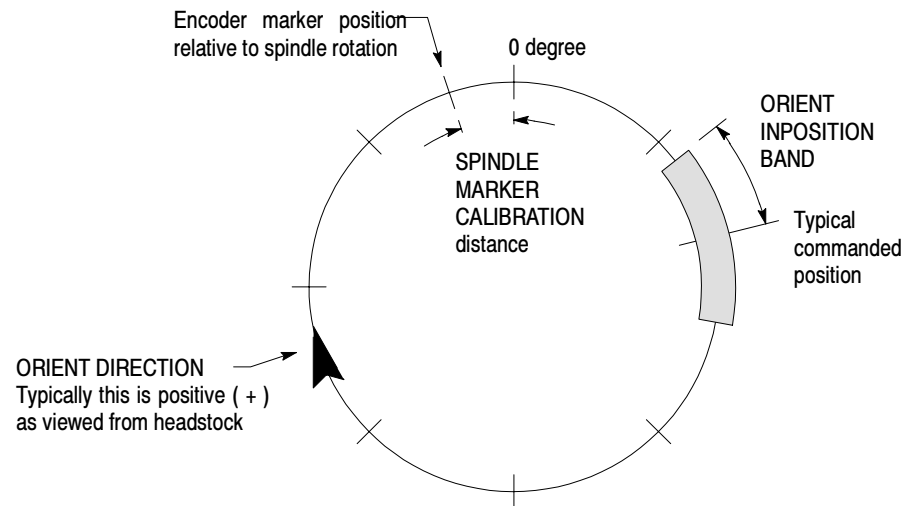 Encoder marker position
relative to spindle rotation
0 degree
ORIENT
INPOSITION
BAND
SPINDLE
MARKER
CALIBRATION
distance
Typical
commanded
position
ORIENT DIRECTION
Typically this is positive ( + )
as viewed from headstock